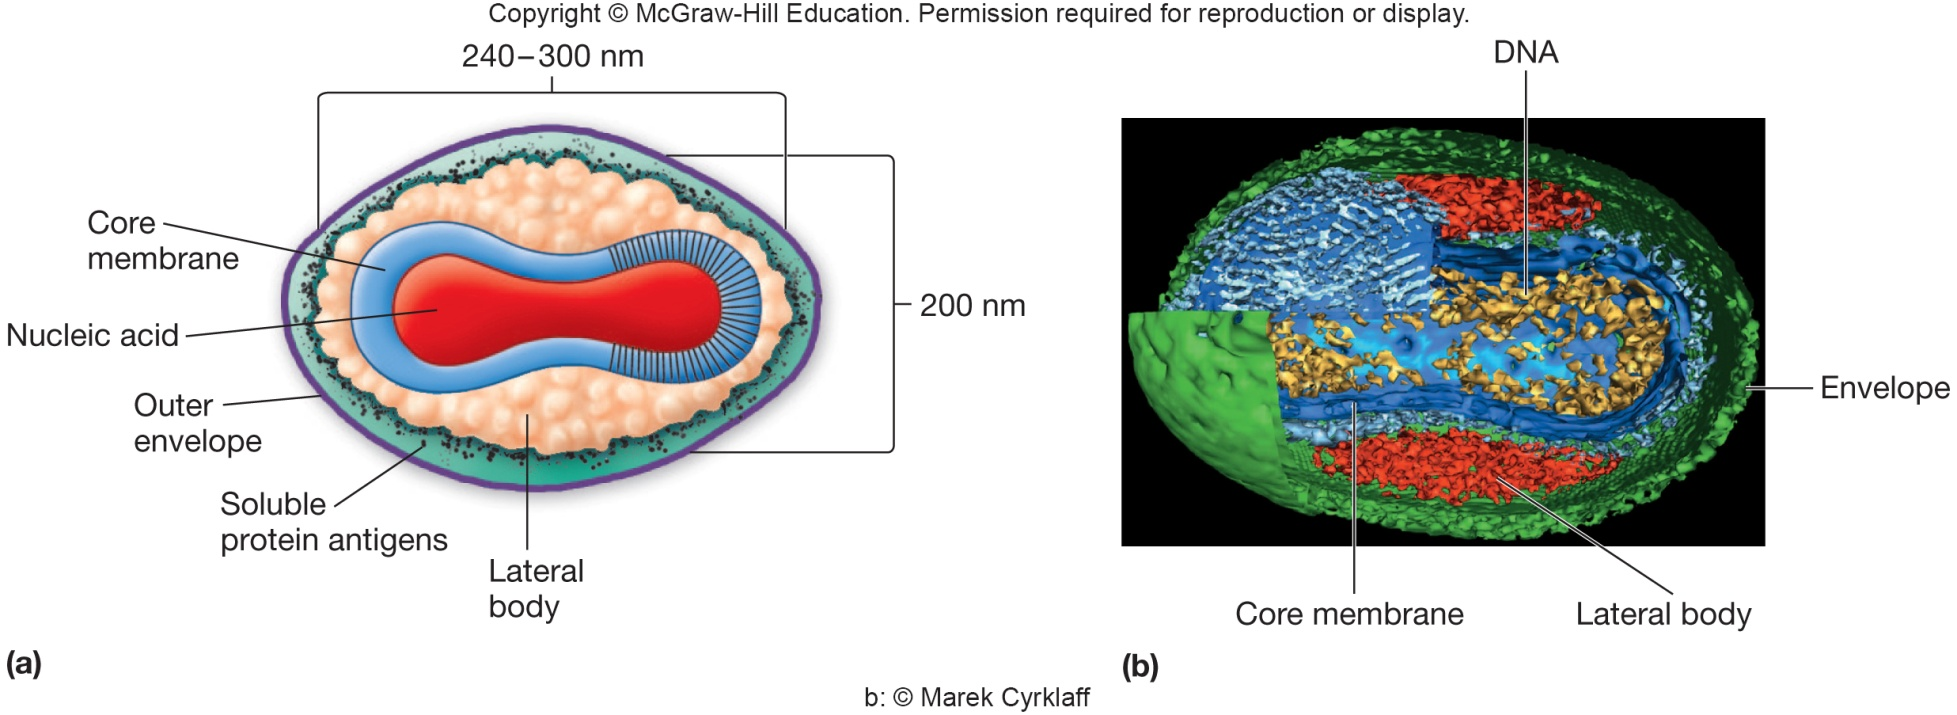 Copyright © McGraw-Hill Education. Permission required for reproduction or display.
240–300 nm
Core
membrane
Nucleic acid
Outer
envelope
Soluble
protein antigens
Lateral
body
200 nm
(a)
DNA
Envelope
Core membrane
Lateral body
(b)
b: © Marek Cyrklaff